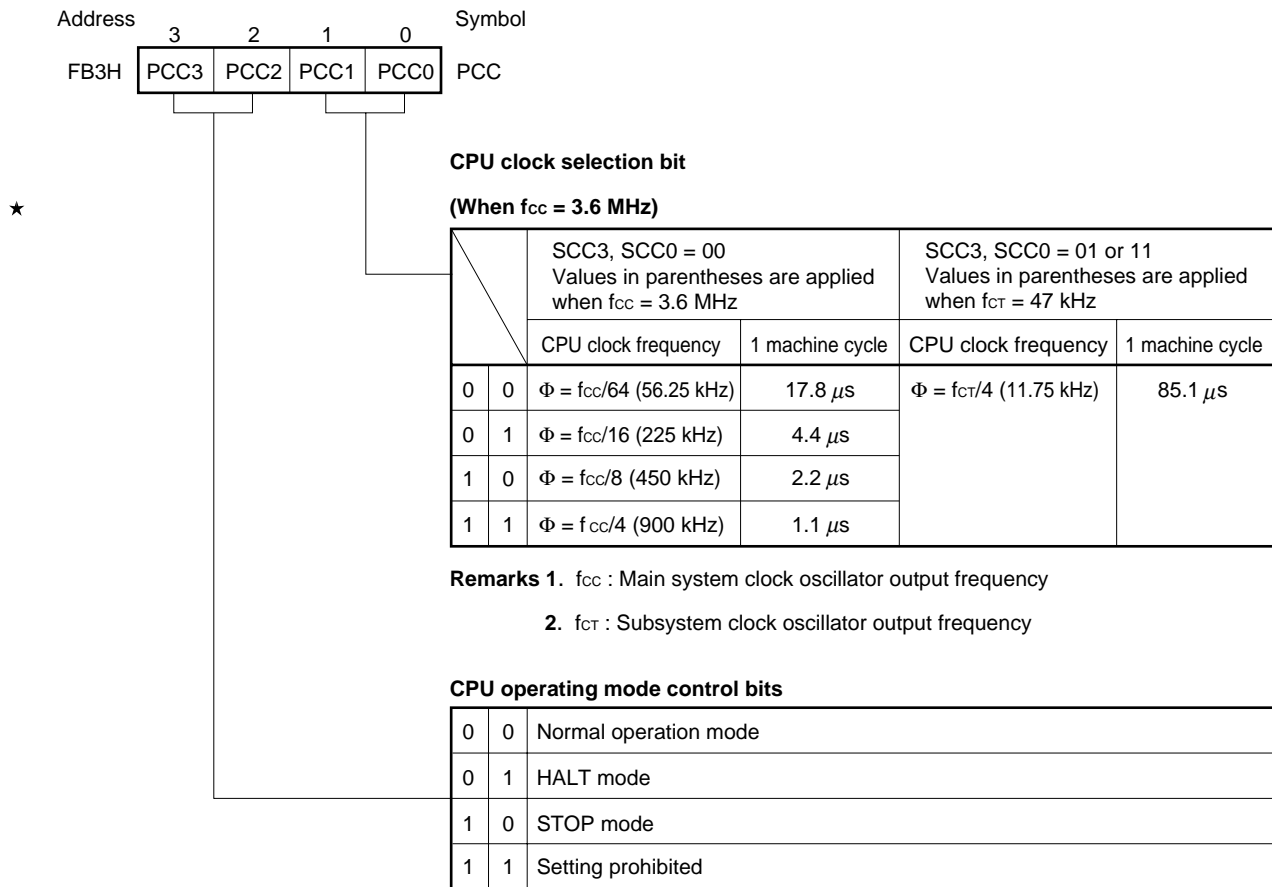 Address 3 2 1 0 Symbol
FB3H PCC3 PCC2 PCC1 PCC0 PCC
CPU clock selection bit
★ (When fcc = 3.6 MHz)
SCC3, SCC0 = 00
Values in parentheses are applied
when fcc = 3.6 MHz
SCC3, SCC0 = 01 or 11
Values in parentheses are applied
when fCT = 47 kHz
CPU clock frequency 1 machine cycle CPU clock frequency 1 machine cycle
0 0 Φ = fcc/64 (56.25 kHz) 17.8 μs Φ = fCT/4 (11.75 kHz) 85.1 μs
0 1 Φ = fcc/16 (225 kHz) 4.4 μs
1 0 Φ = fcc/8 (450 kHz) 2.2 μs
1 1 Φ = fcc/4 (900 kHz) 1.1 μs
Remarks 1. fcc : Main system clock oscillator output frequency
2. fCT : Subsystem clock oscillator output frequency
CPU operating mode control bits
0 0 Normal operation mode
0 1 HALT mode
1 0 STOP mode
1 1 Setting prohibited